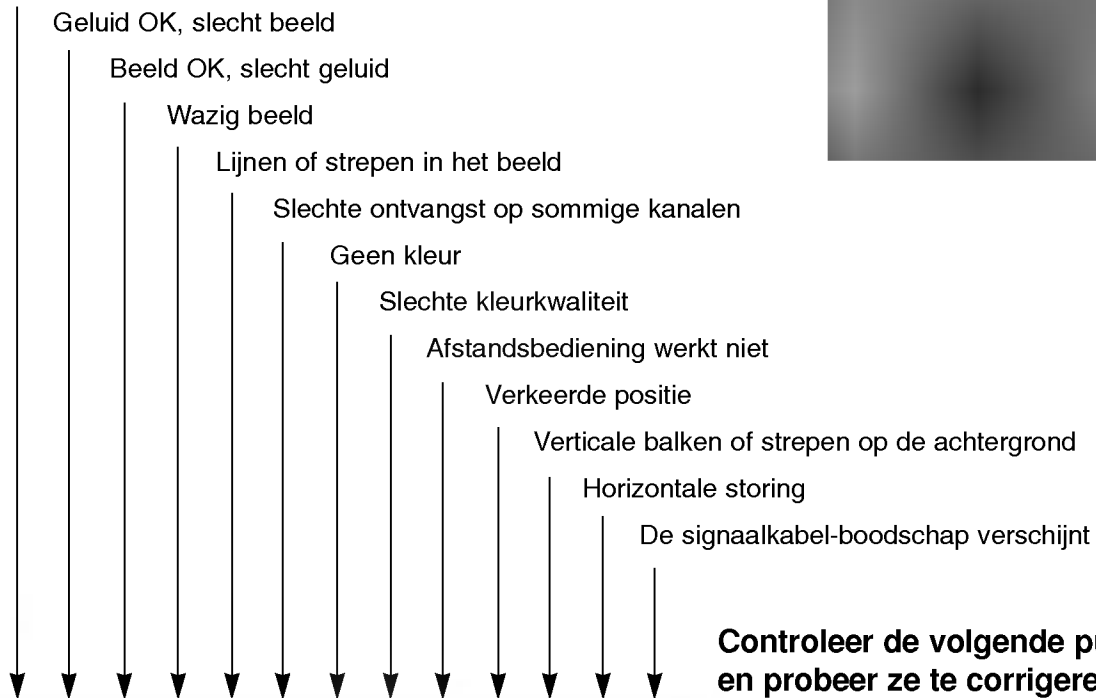 Geluid OK, slecht beeld
Beeld OK, slecht geluid
Wazig beeld
Lijnen of strepen in het beeld
Slechte ontvangst op sommige kanalen
Geen kleur
Slechte kleurkwaliteit
Afstandsbediening werkt niet
Verkeerde positie
Verticale balken of strepen op de achtergrond
Horizontale storing
De signaalkabel-boodschap verschijnt
Controleer de volgende
en probeer ze te